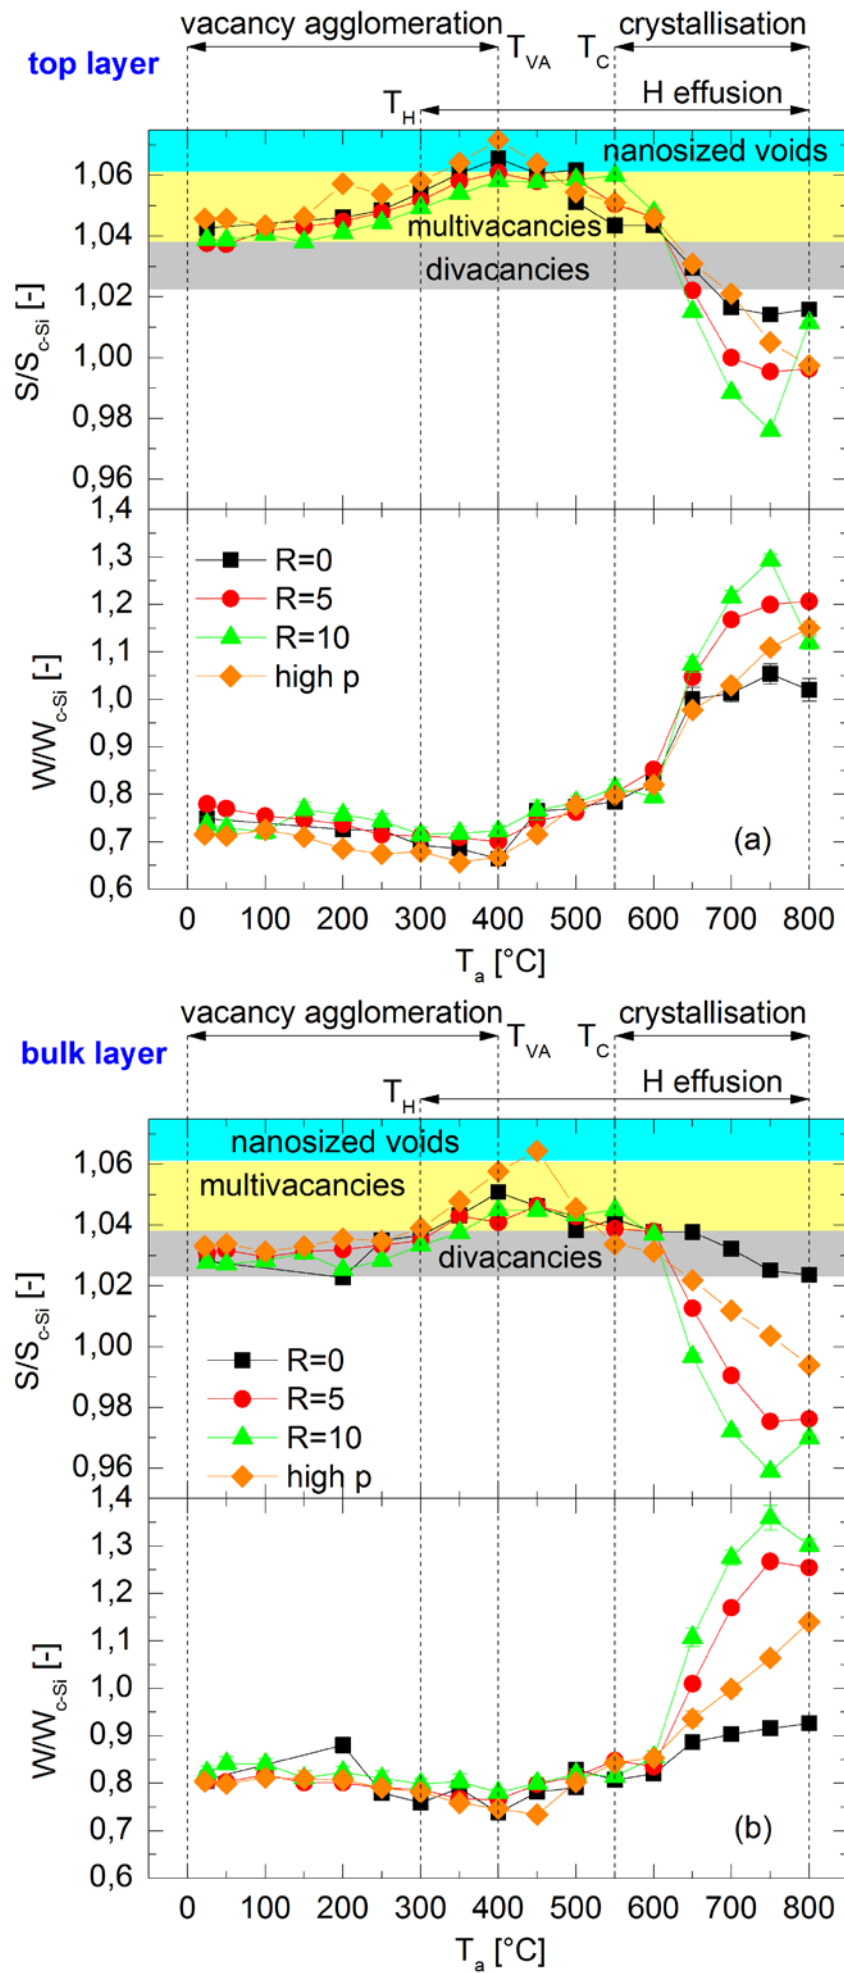 vacancy agglomeration
crystallisation
top layer
T_VA
T_C
T_H
H effusion
nanosized voids
multivacancies
divacancies
S/S_c-Si [-]
1,06
1,04
1,02
1,00
0,98
0,96
1,4
1,3
1,2
1,1
1,0
0,9
0,8
0,7
0,6
W/W_c-Si [-]
R=0
R=5
R=10
high p
(a)
0 100 200 300 400 500 600 700 800
T_a [°C]
vacancy agglomeration
crystallisation
bulk layer
T_VA
T_C
T_H
H effusion
nanosized voids
multivacancies
divacancies
S/S_c-Si [-]
1,06
1,04
1,02
1,00
0,98
0,96
R=0
R=5
R=10
high p
1,4
1,3
1,2
1,1
1,0
0,9
0,8
0,7
0,6
W/W_c-Si [-]
(b)
0 100 200 300 400 500 600 700 800
T_a [°C]